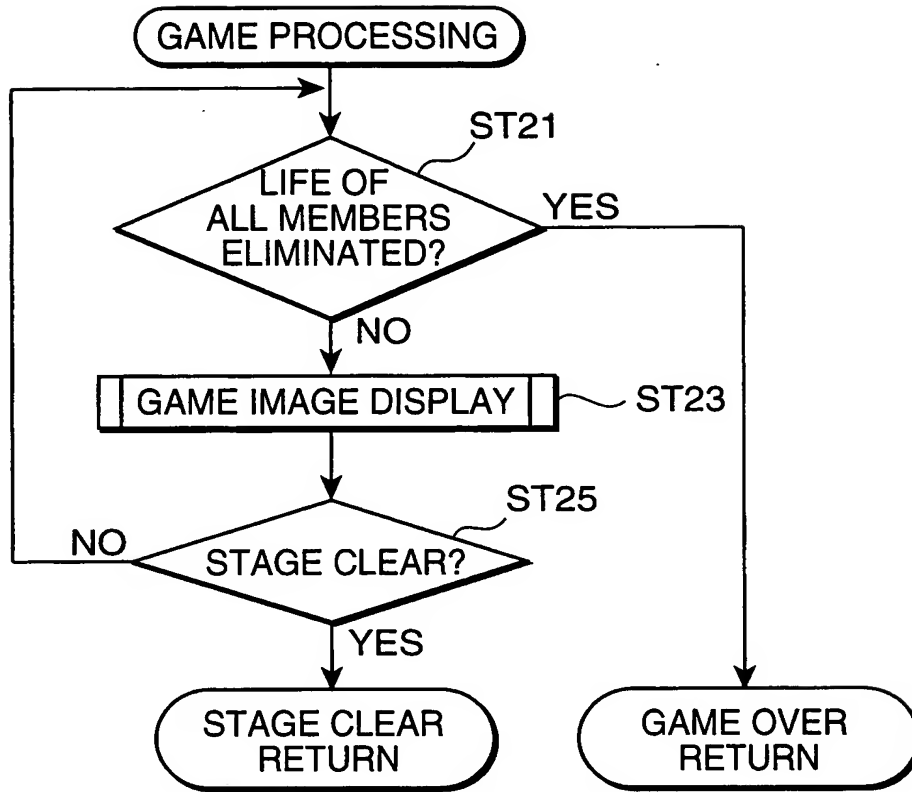 GAME PROCESSING
ST21
LIFE OF
ALL MEMBERS
ELIMINATED?
YES
NO
GAME IMAGE DISPLAY
ST23
ST25
NO
STAGE CLEAR?
YES
STAGE CLEAR
RETURN
GAME OVER
RETURN